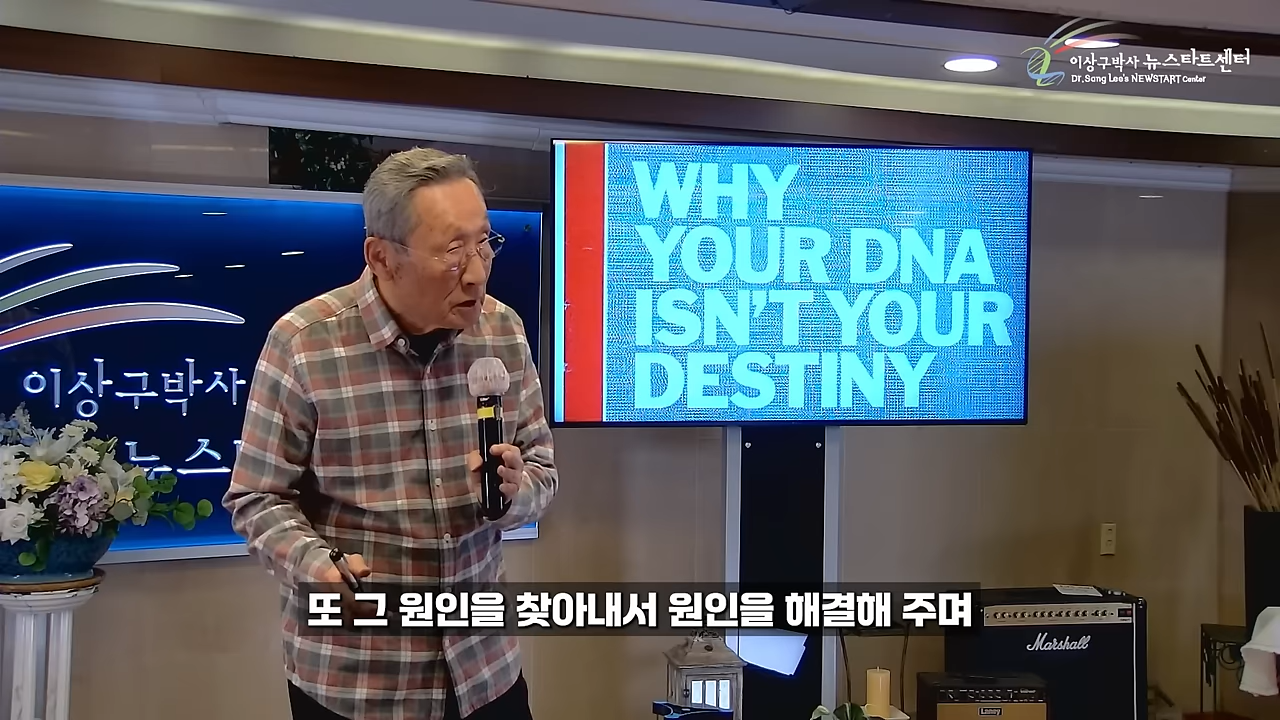 이상구박사 뉴스타트센터
Dr.Sang Lee's NEWSTART Center
WHY
YOUR DNA
ISN'T YOUR
DESTINY
이상구박사
뉴스
또 그 원인을 찾아내서 원인을 해결해 주며
Marshall
Laney